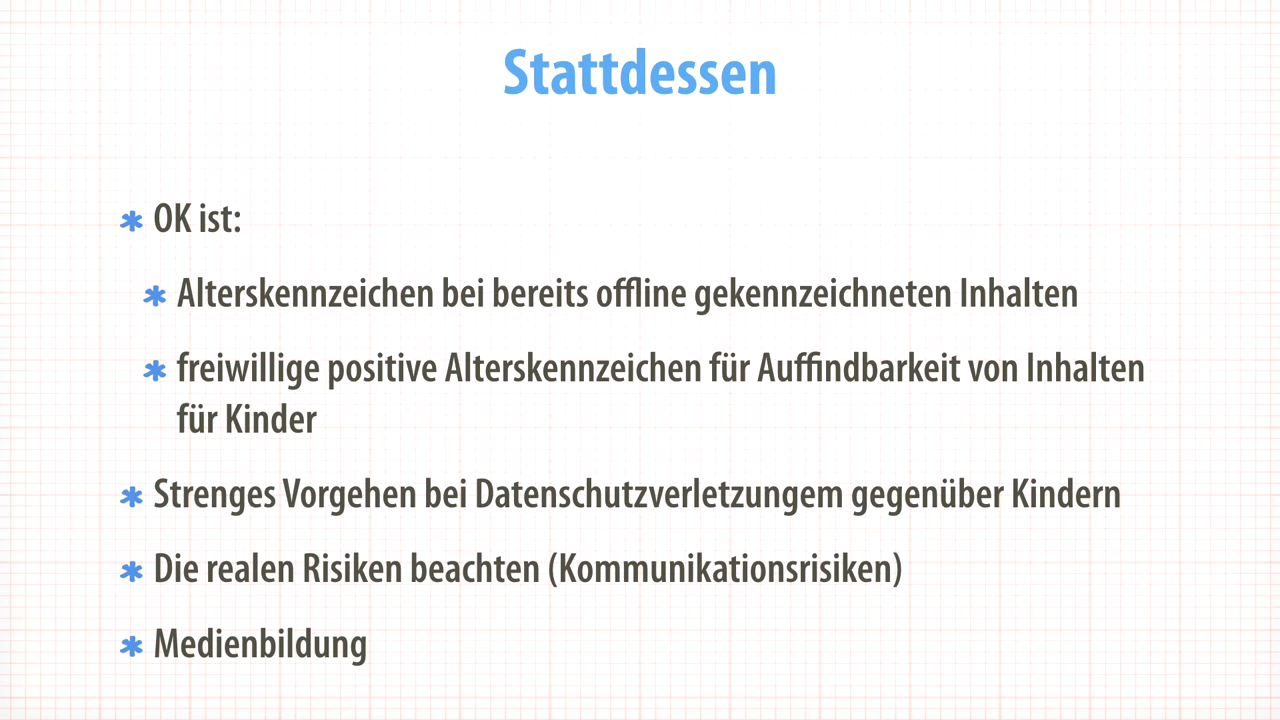 Stattdessen
OK ist:
Alterskennzeichen bei bereits offline gekennzeichneten Inhalten
freiwillige positive Alterskennzeichen für Auffindbarkeit von Inhalten
für Kinder
Strenges Vorgehen bei Datenschutzverletzungem gegenüber Kindern
Die realen Risiken beachten (Kommunikationsrisiken)
Medienbildung